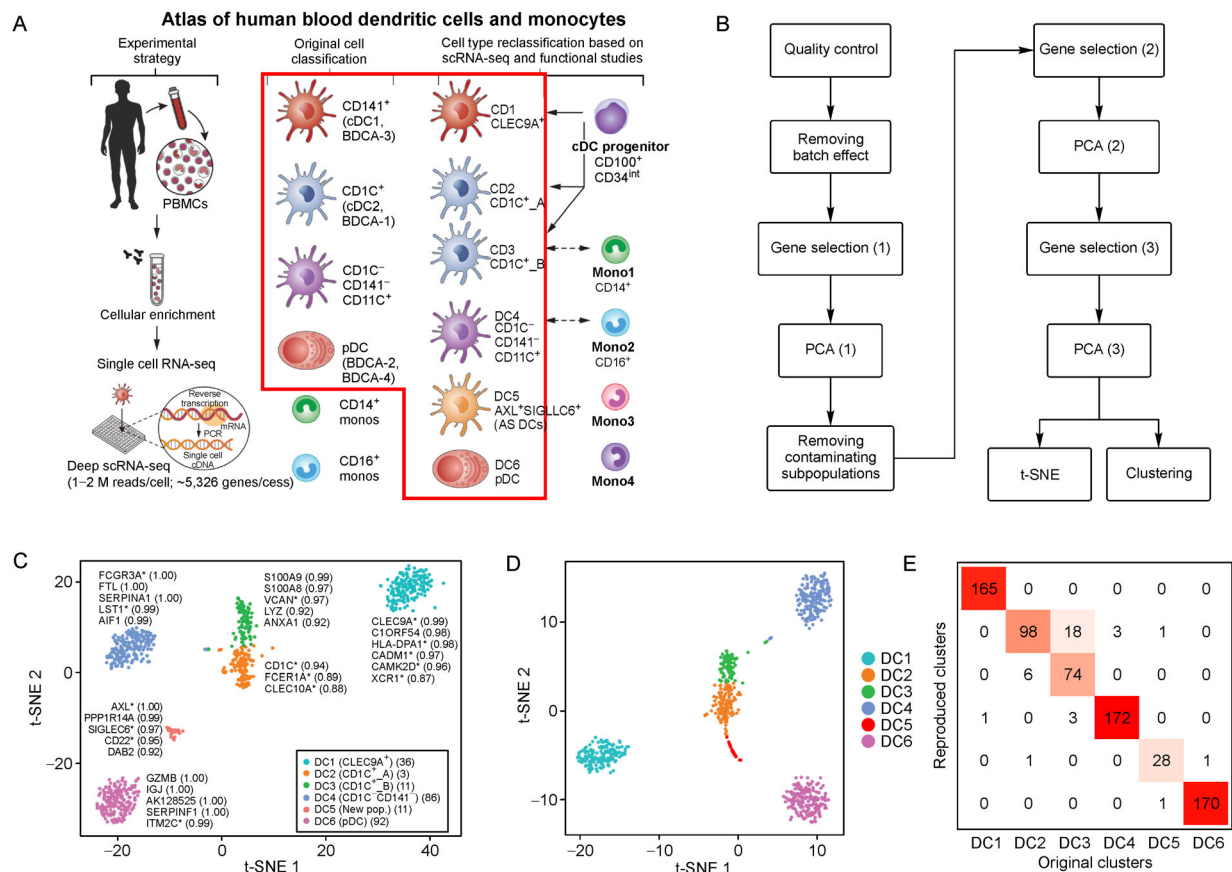 A
Atlas of human blood dendritic cells and monocytes
Experimental
strategy
Original cell
classification
Cell type reclassification based on
scRNA-seq and functional studies
PBMCs
Cellular enrichment
Single cell RNA-seq
Reverse
transcription
mRNA
PCR
Single cell
cDNA
Deep scRNA-seq
(1–2 M reads/cell; ~5,326 genes/cess)
CD141+
(cDC1,
BDCA-3)
CD1C+
(cDC2,
BDCA-1)
CD1C−
CD141−
CD11C+
pDC
(BDCA-2,
BDCA-4)
CD14+
monos
CD16+
monos
CD1
CLEC9A+
CD2
CD1C+_A
CD3
CD1C+_B
DC4
CD1C−
CD141−
CD11C+
DC5
AXL+SIGLLC6+
(AS DCs
DC6
pDC
cDC progenitor
CD100+
CD34int
Mono1
CD14+
Mono2
CD16+
Mono3
Mono4
B
Quality control
Removing
batch effect
Gene selection (1)
PCA (1)
Removing
contaminating
subpopulations
Gene selection (2)
PCA (2)
Gene selection (3)
PCA (3)
t-SNE
Clustering
C
FCGR3A* (1.00)
FTL (1.00)
SERPINA1 (1.00)
LST1* (0.99)
AIF1 (0.99)
S100A9 (0.99)
S100A8 (0.97)
VCAN* (0.97)
LYZ (0.92)
ANXA1 (0.92)
CLEC9A* (0.99)
C1ORF54 (0.98)
HLA-DPA1* (0.98)
CADM1* (0.97)
CAMK2D* (0.96)
XCR1* (0.87)
CD1C* (0.94)
FCER1A* (0.89)
CLEC10A* (0.88)
AXL* (1.00)
PPP1R14A (0.99)
SIGLEC6* (0.97)
CD22* (0.95)
DAB2 (0.92)
GZMB (1.00)
IGJ (1.00)
AK128525 (1.00)
SERPINF1 (1.00)
ITM2C* (0.99)
DC1 (CLEC9A+) (36)
DC2 (CD1C+_A) (3)
DC3 (CD1C+_B) (11)
DC4 (CD1C−CD141−) (86)
DC5 (New pop.) (11)
DC6 (pDC) (92)
20
0
−20
−20
0
20
40
t-SNE 1
t-SNE 2
D
10
0
−10
−20
−10
0
10
t-SNE 1
t-SNE 2
DC1
DC2
DC3
DC4
DC5
DC6
E
165 0 0 0 0 0
0 98 18 3 1 0
0 6 74 0 0 0
1 0 3 172 0 0
0 1 0 0 28 1
0 0 0 0 1 170
DC1 DC2 DC3 DC4 DC5 DC6
Original clusters
Reproduced clusters